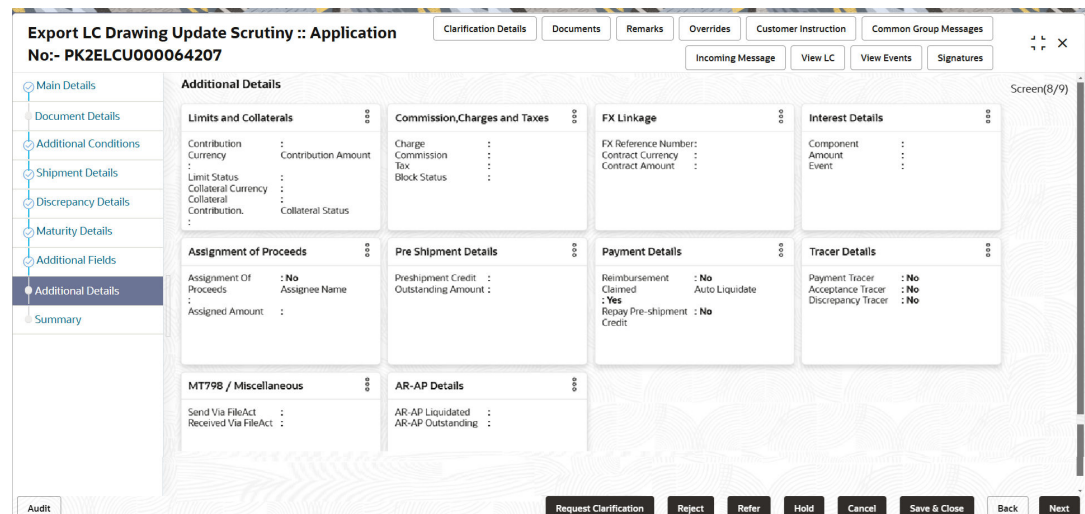 Export LC Drawing Update Scrutiny :: Application
No:- PK2ELCU000064207
Clarification Details
Documents
Remarks
Overrides
Customer Instruction
Common Group Messages
Incoming Message
View LC
View Events
Signatures
Main Details
Document Details
Additional Conditions
Shipment Details
Discrepancy Details
Maturity Details
Additional Fields
Additional Details
Summary
Additional Details
Screen(8/9)
Limits and Collaterals
Contribution :
Currency Contribution Amount
:
Limit Status :
Collateral Currency :
Collateral :
Contribution. Collateral Status
:
Commission,Charges and Taxes
Charge :
Commission :
Tax :
Block Status :
FX Linkage
FX Reference Number:
Contract Currency :
Contract Amount :
Interest Details
Component :
Amount :
Event :
Assignment of Proceeds
Assignment Of : No
Proceeds Assignee Name
:
Assigned Amount :
Pre Shipment Details
Preshipment Credit :
Outstanding Amount :
Payment Details
Reimbursement : No
Claimed Auto Liquidate
: Yes
Repay Pre-shipment : No
Credit
Tracer Details
Payment Tracer : No
Acceptance Tracer : No
Discrepancy Tracer : No
MT798 / Miscellaneous
Send Via FileAct :
Received Via FileAct :
AR-AP Details
AR-AP Liquidated :
AR-AP Outstanding :
Audit
Request Clarification
Reject
Refer
Hold
Cancel
Save & Close
Back
Next